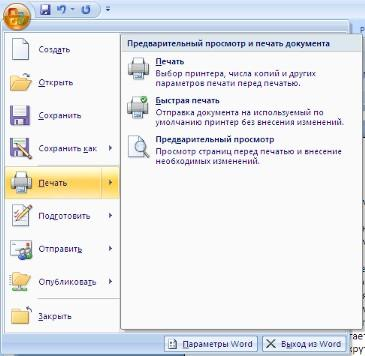 Создать
Открыть
Сохранить
Сохранить как
Печать
Подготовить
Отправить
Опубликовать
Закрыть
Предварительный просмотр и печать документа
Печать
Выбор принтера, числа копий и других
параметров печати перед печатью.
Быстрая печать
Отправка документа на используемый по
умолчанию принтер без внесения изменений.
Предварительный просмотр
Просмотр страниц перед печатью и внесение
необходимых изменений.
Параметры Word
Выход из Word